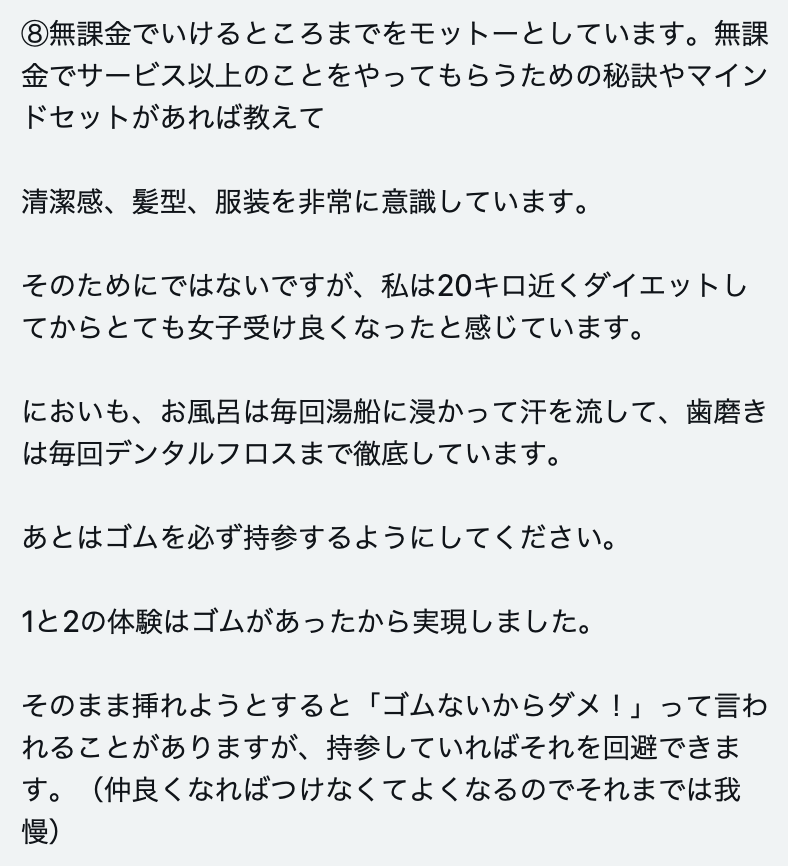 ⑧無課金でいけるところまでをモットーとしています。無課
金でサービス以上のことをやってもらうための秘訣やマイン
ドセットがあれば教えて
清潔感、髪型、服装を非常に意識しています。
そのためにではないですが、私は20キロ近くダイエットし
てからとても女子受け良くなったと感じています。
においも、お風呂は毎回湯船に浸かって汗を流して、歯磨き
は毎回デンタルフロスまで徹底しています。
あとはゴムを必ず持参するようにしてください。
1と2の体験はゴムがあったから実現しました。
そのまま挿れようとすると「ゴムないからダメ！」って言わ
れることがありますが、持参していればそれを回避できま
す。（仲良くなればつけなくてよくなるのでそれまでは我
慢）